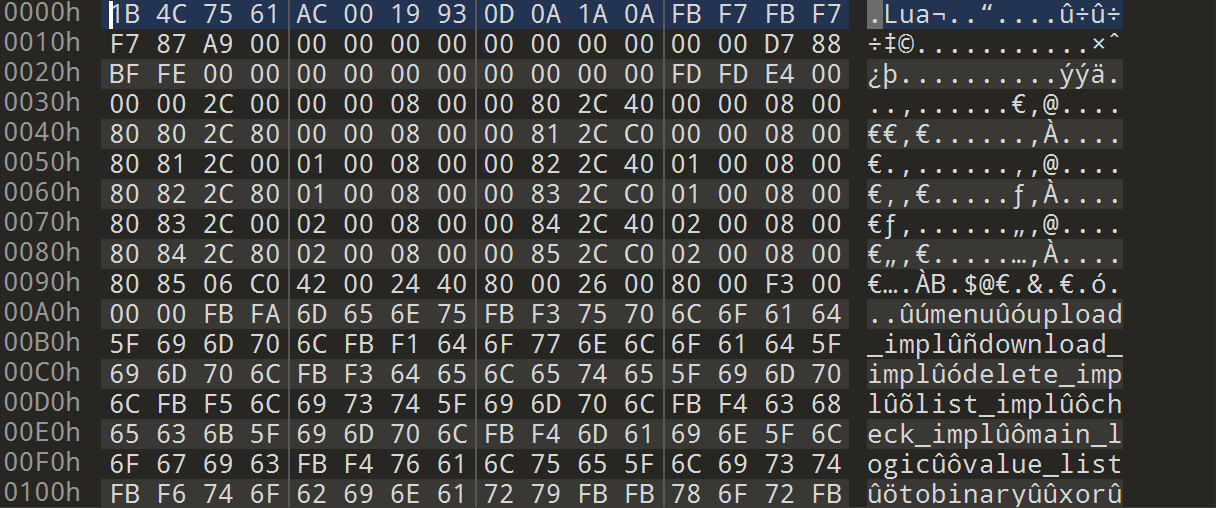 0000h 1B 4C 75 61 AC 00 19 93 0D 0A 1A 0A FB F7 FB F7 .Lua¬..“....û÷û÷
0010h F7 87 A9 00 00 00 00 00 00 00 00 00 00 00 D7 88 ÷‡©...........×ˆ
0020h BF FE 00 00 00 00 00 00 00 00 00 00 FD FD E4 00 ¿þ..........ýýä.
0030h 00 00 2C 00 00 00 08 00 00 80 2C 40 00 00 08 00 ..,......€,@....
0040h 80 80 2C 80 00 00 08 00 00 81 2C C0 00 00 08 00 €€,€......,À....
0050h 80 81 2C 00 01 00 08 00 00 82 2C 40 01 00 08 00 €.,......‚,@....
0060h 80 82 2C 80 01 00 08 00 00 83 2C C0 01 00 08 00 €‚,€.....ƒ,À....
0070h 80 83 2C 00 02 00 08 00 00 84 2C 40 02 00 08 00 €ƒ,......„,@....
0080h 80 84 2C 80 02 00 08 00 00 85 2C C0 02 00 08 00 €„,€.....…,À....
0090h 80 85 06 C0 42 00 24 40 80 00 26 00 80 00 F3 00 €….ÀB.$@€.&.€.ó.
00A0h 00 00 FB FA 6D 65 6E 75 FB F3 75 70 6C 6F 61 64 ..ûúmenuûóupload
00B0h 5F 69 6D 70 6C FB F1 64 6F 77 6E 6C 6F 61 64 5F _implûñdownload_
00C0h 69 6D 70 6C FB F3 64 65 6C 65 74 65 5F 69 6D 70 implûódelete_imp
00D0h 6C FB F5 6C 69 73 74 5F 69 6D 70 6C FB F4 63 68 lûõlist_implûôch
00E0h 65 63 6B 5F 69 6D 70 6C FB F4 6D 61 69 6E 5F 6C eck_implûômain_l
00F0h 6F 67 69 63 FB F4 76 61 6C 75 65 5F 6C 69 73 74 ogicûôvalue_list
0100h FB F6 74 6F 62 69 6E 61 72 79 FB FB 78 6F 72 FB ûötobinaryûûxorû